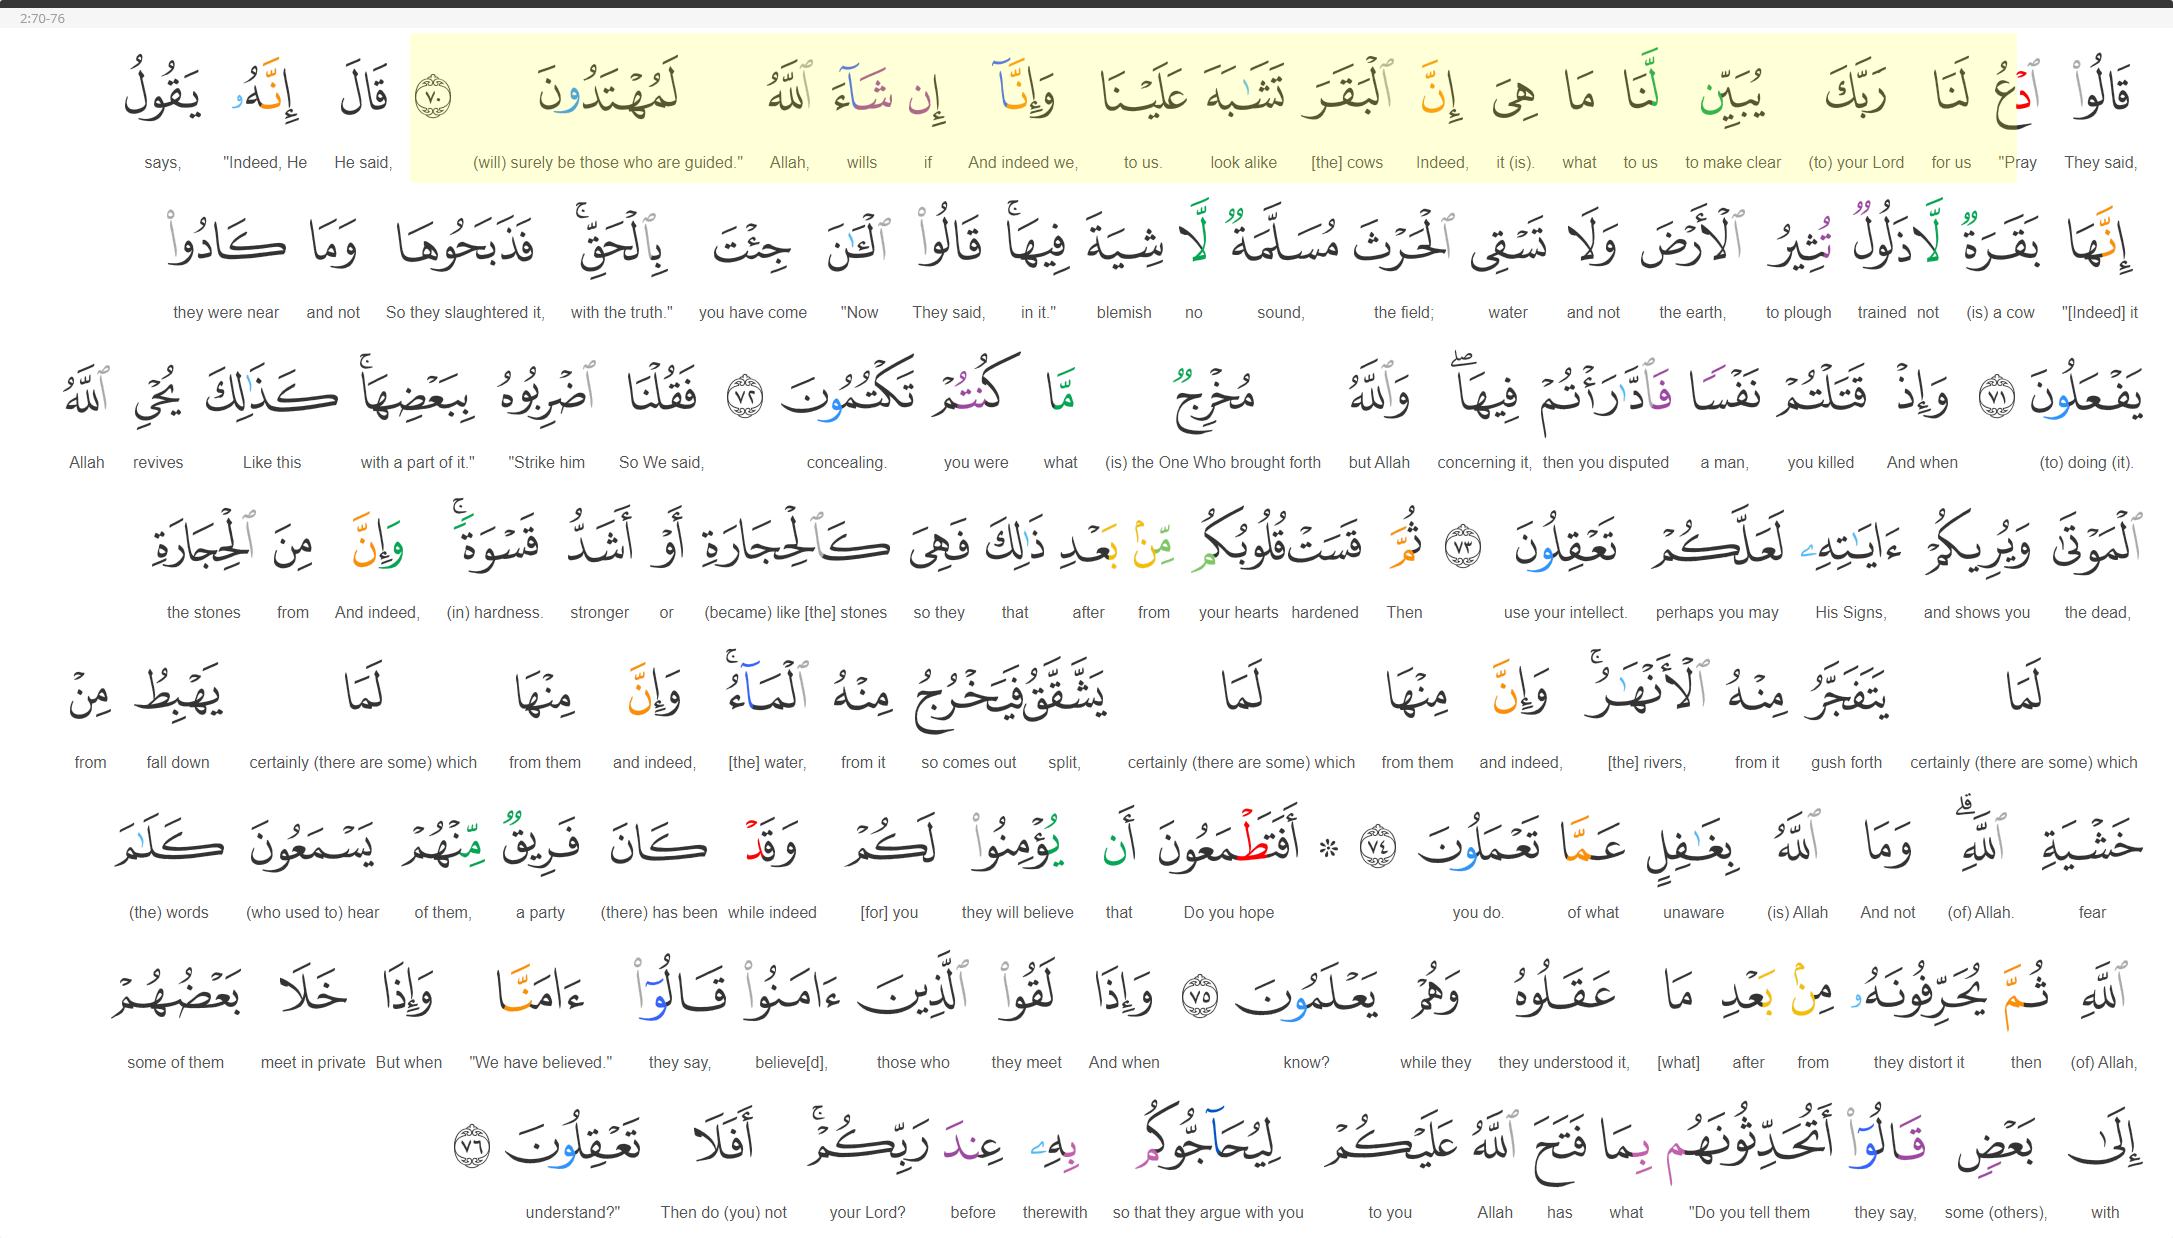 2:70-76
قَالُوا۟ ٱدْعُ لَنَا رَبَّكَ يُبَيِّن لَّنَا مَا هِىَ إِنَّ ٱلْبَقَرَ تَشَـٰبَهَ عَلَيْنَا وَإِنَّآ إِن شَآءَ ٱللَّهُ لَمُهْتَدُونَ ٧٠ قَالَ إِنَّهُۥ يَقُولُ
They said, "Pray for us (to) your Lord to make clear to us what it (is). Indeed, [the] cows look alike to us. And indeed we, if wills Allah, (will) surely be those who are guided." He said, "Indeed, He says,
إِنَّهَا بَقَرَةٌ لَّا ذَلُولٌ تُثِيرُ ٱلْأَرْضَ وَلَا تَسْقِى ٱلْحَرْثَ مُسَلَّمَةٌ لَّا شِيَةَ فِيهَا ۚ قَالُوا۟ ٱلْـَٔـٰنَ جِئْتَ بِٱلْحَقِّ ۚ فَذَبَحُوهَا وَمَا كَادُوا۟
"[Indeed] it (is) a cow not trained to plough the earth, and not water the field; sound, no blemish in it." They said, "Now you have come with the truth." So they slaughtered it, and not they were near
يَفْعَلُونَ ٧١ وَإِذْ قَتَلْتُمْ نَفْسًا فَٱدَّٰرَْٰٔتُمْ فِيهَا ۖ وَٱللَّهُ مُخْرِجٌ مَّا كُنتُمْ تَكْتُمُونَ ٧٢ فَقُلْنَا ٱضْرِبُوهُ بِبَعْضِهَا ۚ كَذَٰلِكَ يُحْىِ ٱللَّهُ
(to) doing (it). And when you killed a man, then you disputed concerning it, but Allah (is) the One Who brought forth what you were concealing. So We said, "Strike him with a part of it." Like this revives Allah
ٱلْمَوْتَىٰ وَيُرِيكُمْ ءَايَـٰتِهِۦ لَعَلَّكُمْ تَعْقِلُونَ ٧٣ ثُمَّ قَسَتْ قُلُوبُكُم مِّنۢ بَعْدِ ذَٰلِكَ فَهِىَ كَٱلْحِجَارَةِ أَوْ أَشَدُّ قَسْوَةً ۚ وَإِنَّ مِنَ ٱلْحِجَارَةِ
the dead, and shows you His Signs, perhaps you may use your intellect. Then hardened your hearts from after that so they (became) like [the] stones or stronger (in) hardness. And indeed, from the stones
لَمَا يَتَفَجَّرُ مِنْهُ ٱلْأَنْهَـٰرُ ۚ وَإِنَّ مِنْهَا لَمَا يَشَّقَّقُ فَيَخْرُجُ مِنْهُ ٱلْمَآءُ ۚ وَإِنَّ مِنْهَا لَمَا يَهْبِطُ مِنْ
certainly (there are some) which gush forth from it [the] rivers, and indeed, from them certainly (there are some) which split, so comes out from it [the] water, and indeed, from them certainly (there are some) which fall down from
خَشْيَةِ ٱللَّهِ ۗ وَمَا ٱللَّهُ بِغَـٰفِلٍ عَمَّا تَعْمَلُونَ ٧٤ ۞ أَفَتَطْمَعُونَ أَن يُؤْمِنُوا۟ لَكُمْ وَقَدْ كَانَ فَرِيقٌ مِّنْهُمْ يَسْمَعُونَ كَلَـٰمَ
fear (of) Allah. And not (is) Allah unaware of what you do. Do you hope that they will believe [for] you while indeed (there) has been a party of them, (who used to) hear (the) words
ٱللَّهِ ثُمَّ يُحَرِّفُونَهُۥ مِنۢ بَعْدِ مَا عَقَلُوهُ وَهُمْ يَعْلَمُونَ ٧٥ وَإِذَا لَقُوا۟ ٱلَّذِينَ ءَامَنُوا۟ قَالُوٓا۟ ءَامَنَّا وَإِذَا خَلَا بَعْضُهُمْ
(of) Allah, then they distort it from after [what] they understood it, while they know? And when they meet those who believe[d], they say, "We have believed." But when meet in private some of them
إِلَىٰ بَعْضٍ قَالُوٓا۟ أَتُحَدِّثُونَهُم بِمَا فَتَحَ ٱللَّهُ عَلَيْكُمْ لِيُحَآجُّوكُم بِهِۦ عِندَ رَبِّكُمْ ۚ أَفَلَا تَعْقِلُونَ ٧٦
with some (others), they say, "Do you tell them what has Allah to you so that they argue with you therewith before your Lord? Then do (you) not understand?"